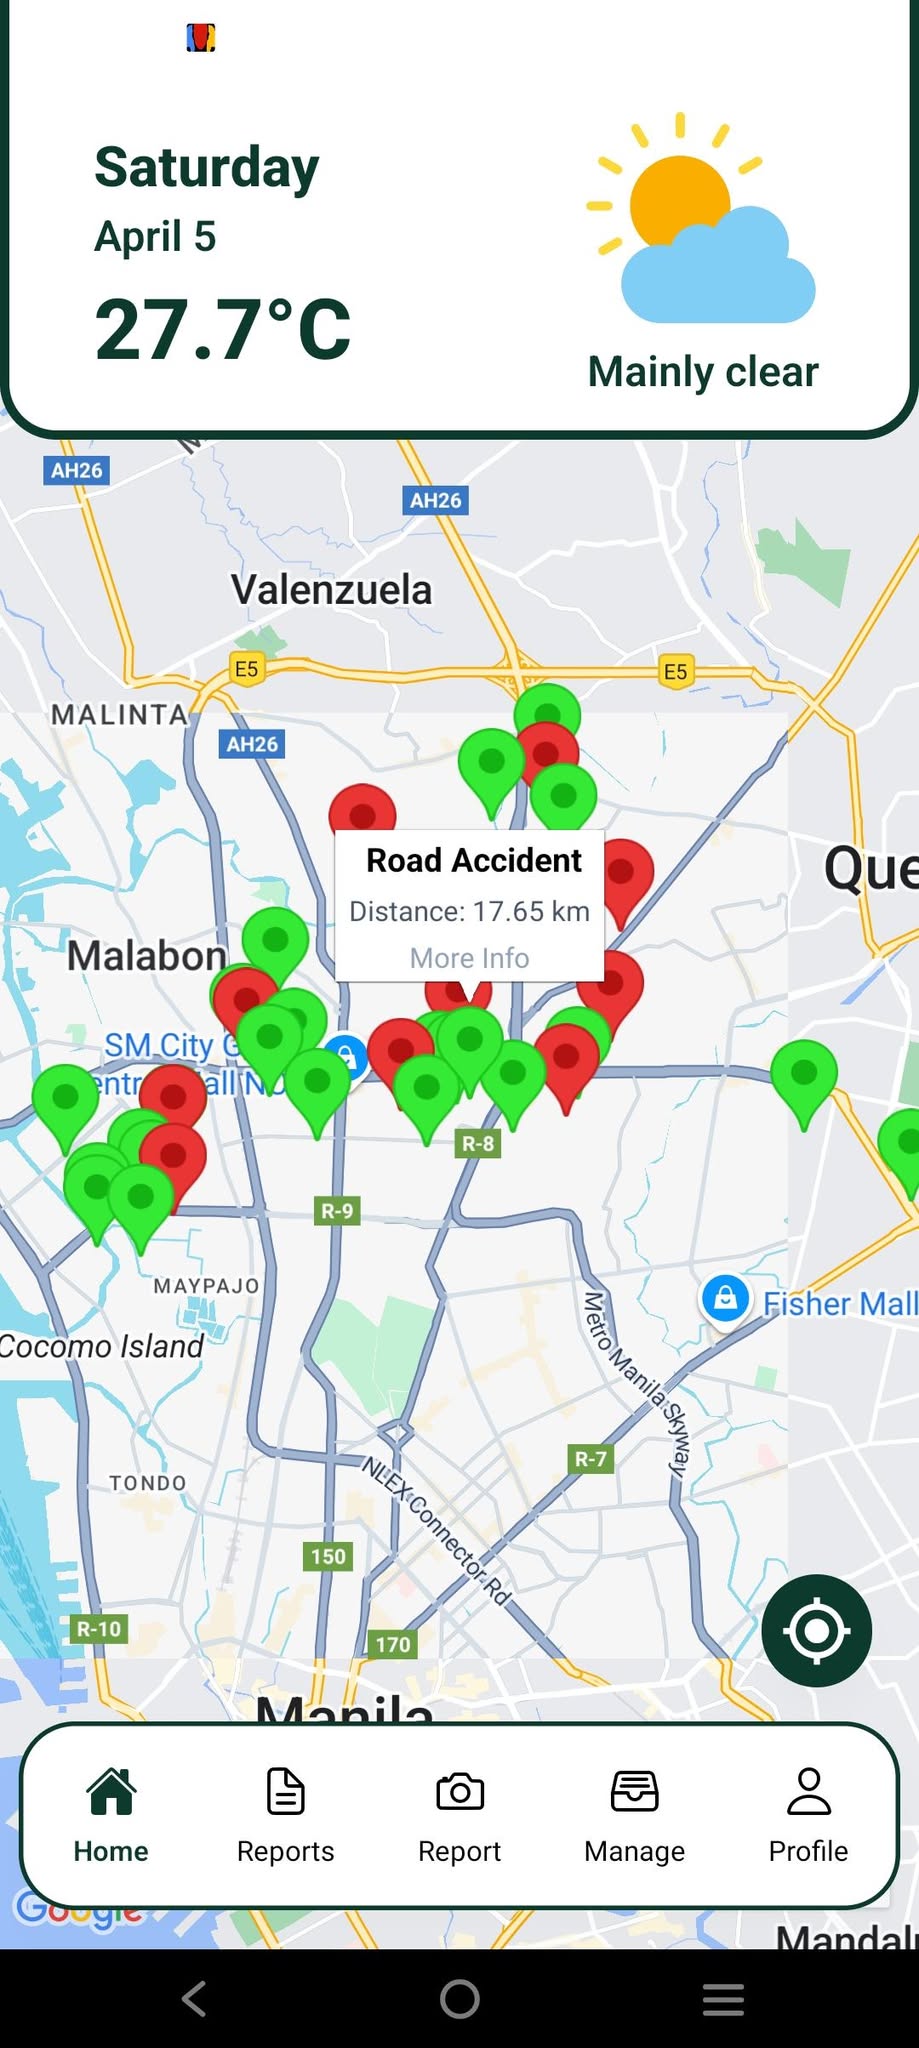 Saturday
April 5
27.7°C
Mainly clear
AH26
AH26
Valenzuela
E5
E5
MALINTA
AH26
Road Accident
Distance: 17.65 km
More Info
Que
Malabon
SM City G
entr all No
R-8
R-9
MAYPAJO
Fisher Mall
Cocomo Island
Metro Manila Skyway
TONDO
R-7
NLEX Connector Rd
150
R-10
170
Manila
Home
Reports
Report
Manage
Profile
Google
Mandalu